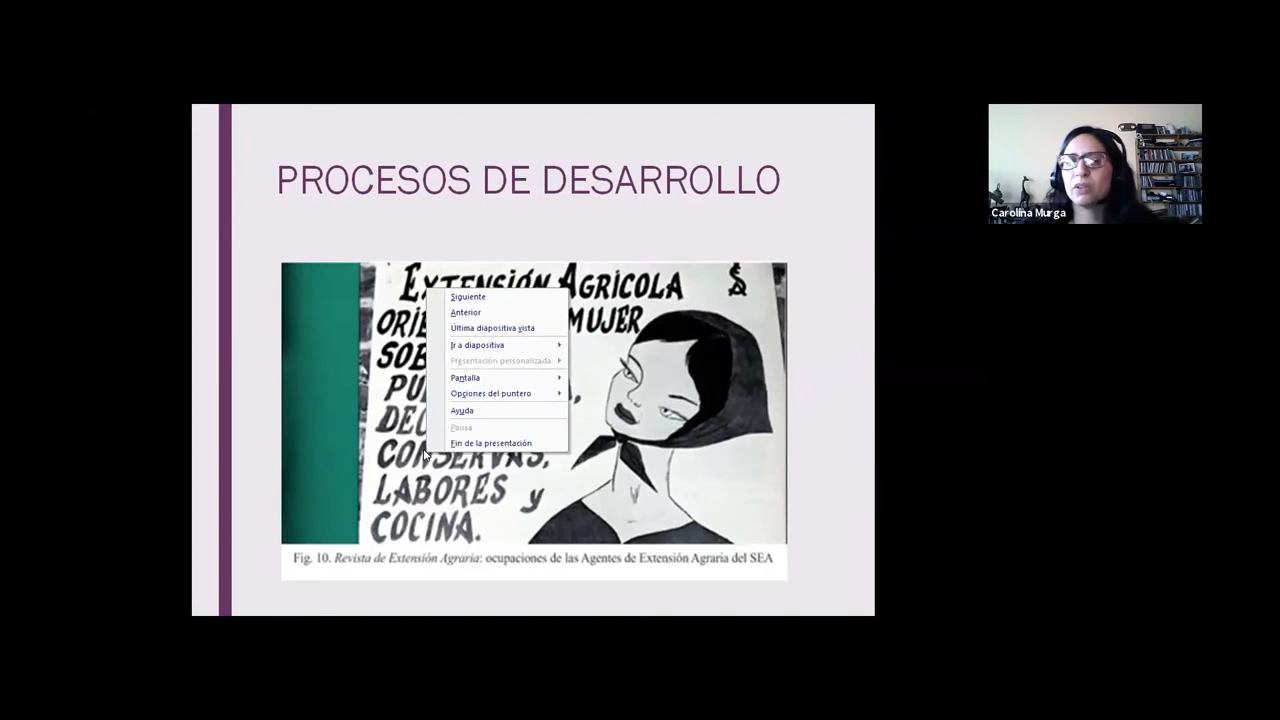 PROCESOS DE DESARROLLO
EXTENSIÓN AGRÍCOLA
MUJER
CONSERVAS,
LABORES y
COCINA.
Siguiente
Anterior
Última diapositiva vista
Ir a diapositiva
Presentación personalizada
Pantalla
Opciones del puntero
Ayuda
Pausa
Fin de la presentación
Fig. 10. Revista de Extensión Agraria: ocupaciones de las Agentes de Extensión Agraria del SEA
Carolina Murga